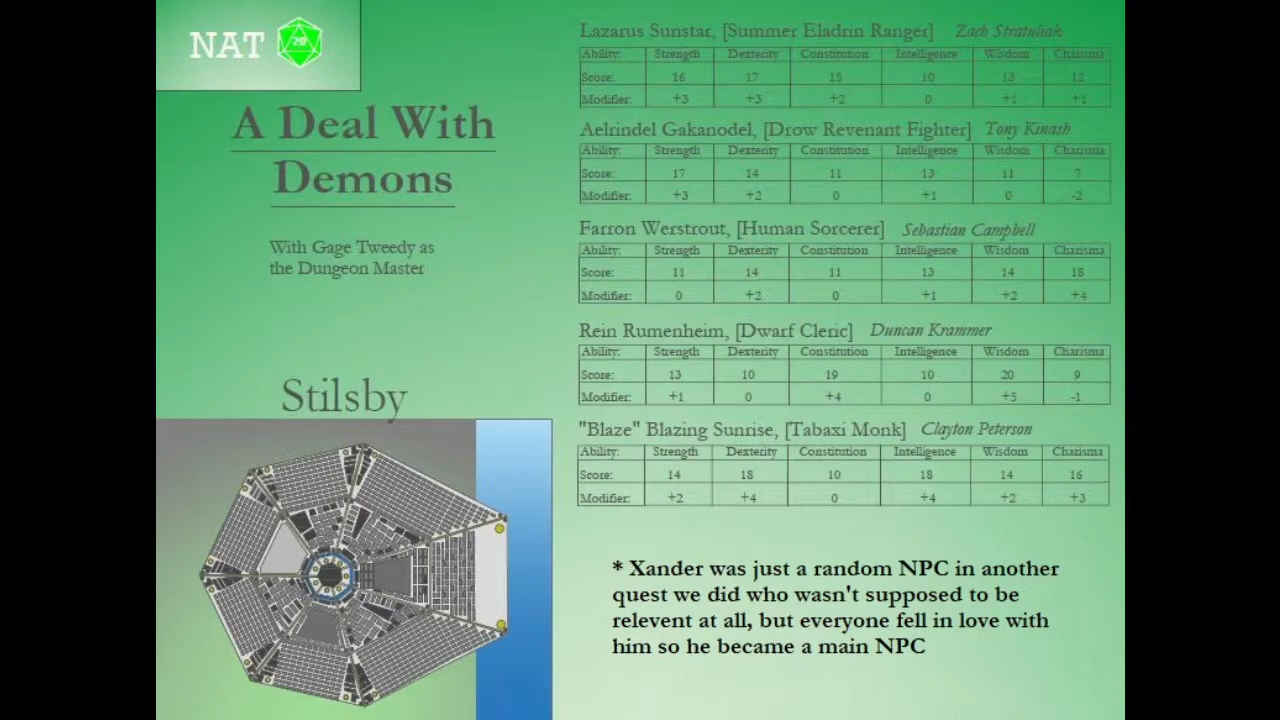 NAT 20
A Deal With
Demons
With Gage Tweedy as
the Dungeon Master
Stilsby
Lazarus Sunstar, [Summer Eladrin Ranger] Zach Stratuliak
Ability: Strength Dexterity Constitution Intelligence Wisdom Charisma
Score: 16 17 15 10 13 12
Modifier: +3 +3 +2 0 +1 +1
Aelrindel Gakanodel, [Drow Revenant Fighter] Tony Kinash
Ability: Strength Dexterity Constitution Intelligence Wisdom Charisma
Score: 17 14 11 13 11 7
Modifier: +3 +2 0 +1 0 -2
Farron Werstrout, [Human Sorcerer] Sebastian Campbell
Ability: Strength Dexterity Constitution Intelligence Wisdom Charisma
Score: 11 14 11 13 14 18
Modifier: 0 +2 0 +1 +2 +4
Rein Rumenheim, [Dwarf Cleric] Duncan Krammer
Ability: Strength Dexterity Constitution Intelligence Wisdom Charisma
Score: 13 10 19 10 20 9
Modifier: +1 0 +4 0 +5 -1
"Blaze" Blazing Sunrise, [Tabaxi Monk] Clayton Peterson
Ability: Strength Dexterity Constitution Intelligence Wisdom Charisma
Score: 14 18 10 18 14 16
Modifier: +2 +4 0 +4 +2 +3
* Xander was just a random NPC in another
quest we did who wasn't supposed to be
relevent at all, but everyone fell in love with
him so he became a main NPC